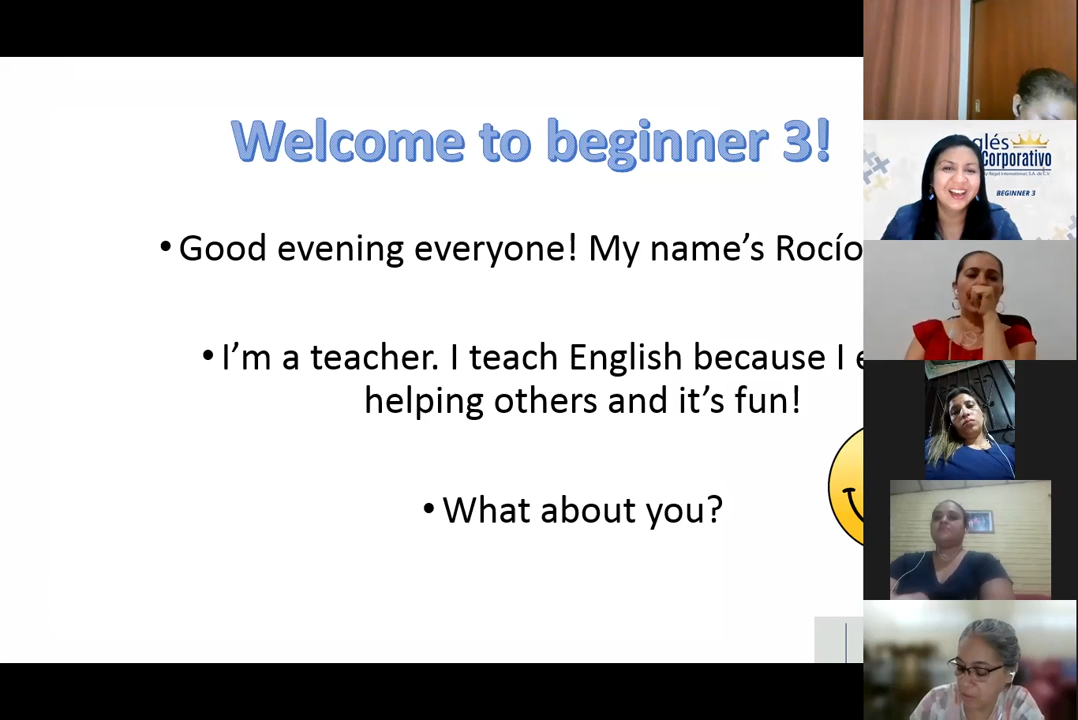 Welcome to beginner 3!
• Good evening everyone! My name's Rocío
• I'm a teacher. I teach English because I
helping others and it's fun!
• What about you?
Corporativo
BEGINNER 3